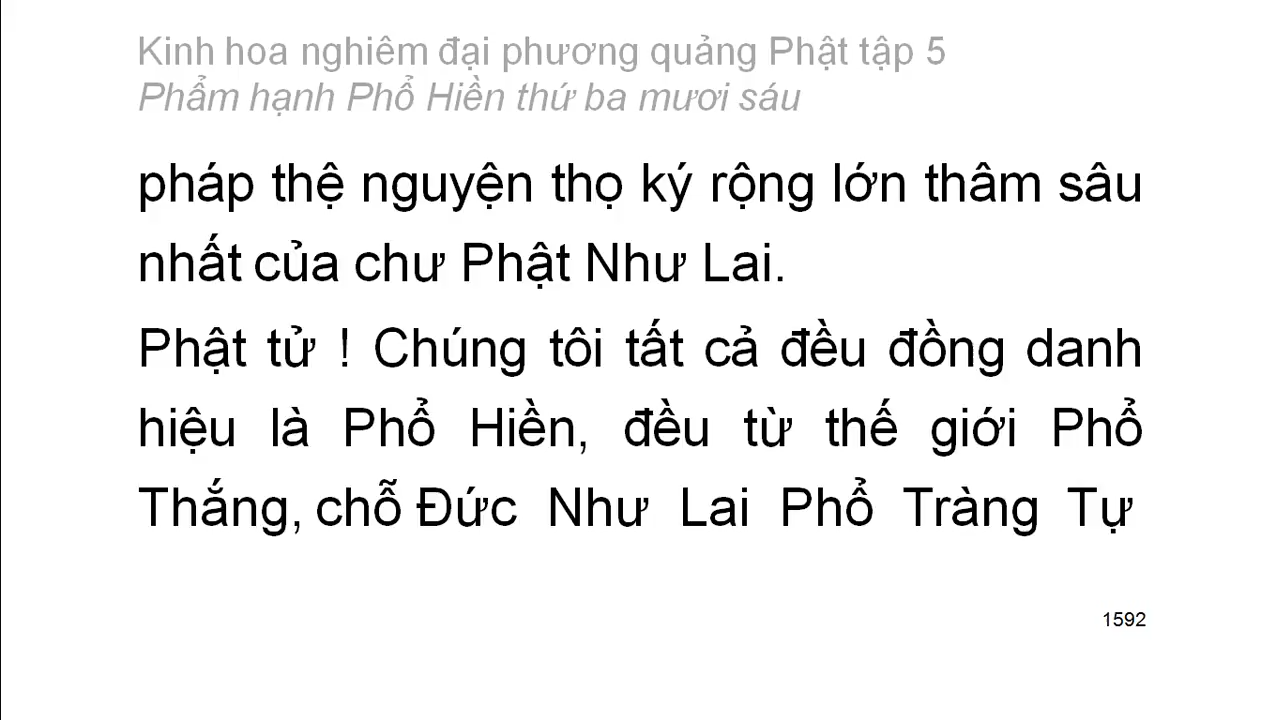 Kinh hoa nghiêm đại phương quảng Phật tập 5
Phẩm hạnh Phổ Hiền thứ ba mươi sáu
pháp thệ nguyện thọ ký rộng lớn thâm sâu
nhất của chư Phật Như Lai.
Phật tử ! Chúng tôi tất cả đều đồng danh
hiệu là Phổ Hiền, đều từ thế giới Phổ
Thắng, chỗ Đức Như Lai Phổ Tràng Tự
1592